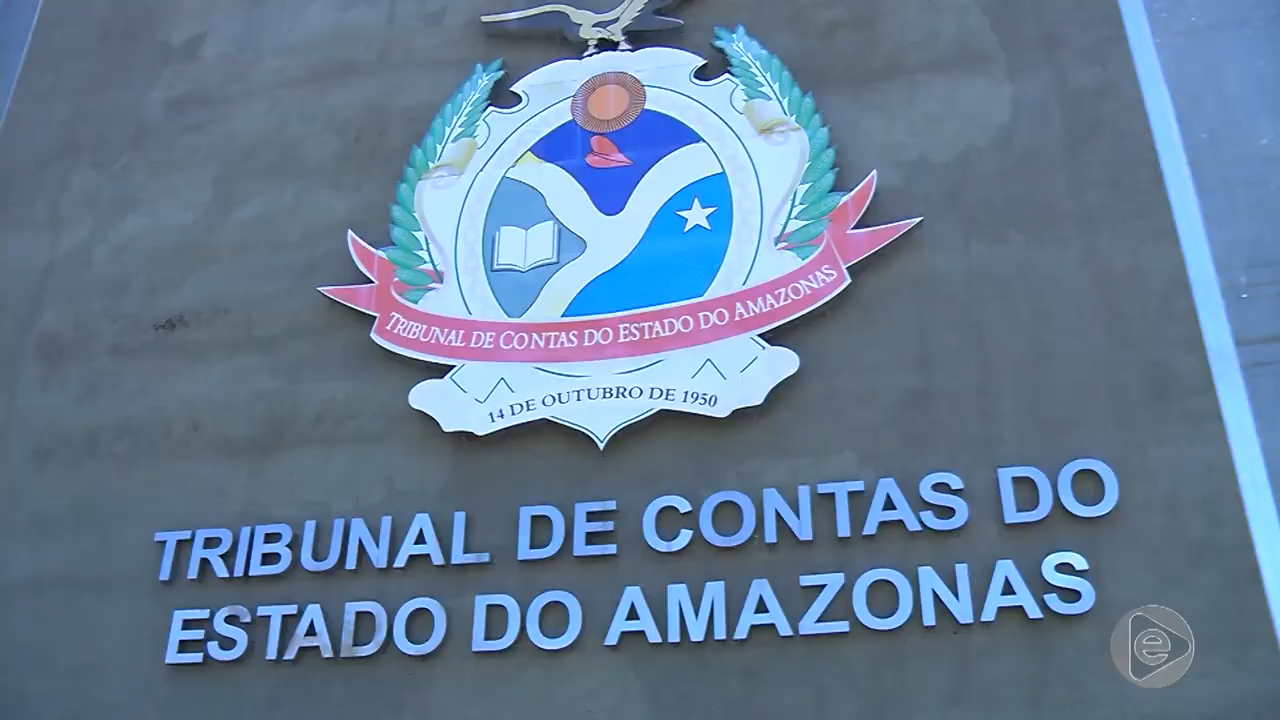 TRIBUNAL DE CONTAS DO ESTADO DO AMAZONAS
14 DE OUTUBRO DE 1950
TRIBUNAL DE CONTAS DO
ESTADO DO AMAZONAS
e